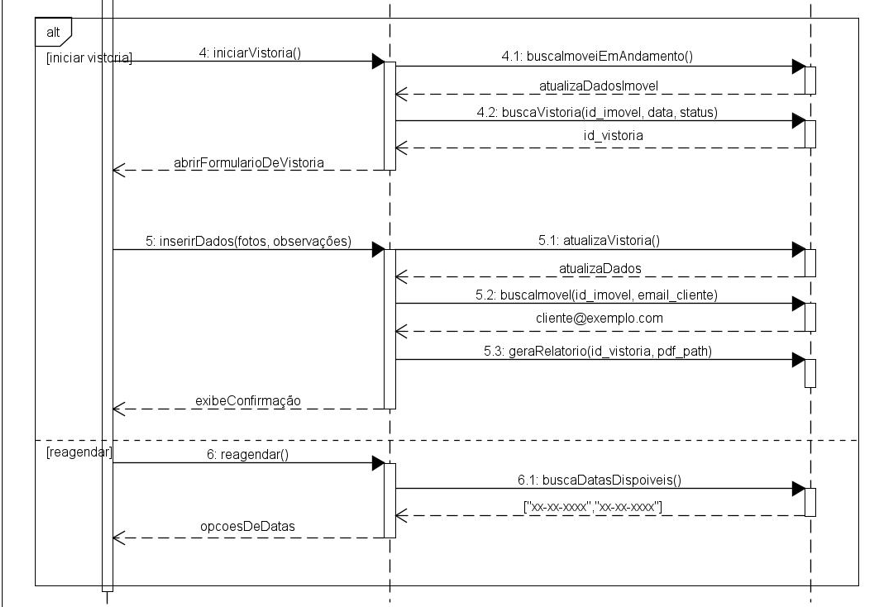 alt
[iniciar vistoria]
4: iniciarVistoria()
4.1: buscaImoveiEmAndamento()
atualizaDadosImovel
4.2: buscaVistoria(id_imovel, data, status)
id_vistoria
abrirFormularioDeVistoria
5: inserirDados(fotos, observações)
5.1: atualizaVistoria()
atualizaDados
5.2: buscaImovel(id_imovel, email_cliente)
cliente@exemplo.com
5.3: geraRelatorio(id_vistoria, pdf_path)
exibeConfirmação
[reagendar]
6: reagendar()
6.1: buscaDatasDispoiveis()
["xx-xx-xxxx","xx-xx-xxxx"]
opcoesDeDatas